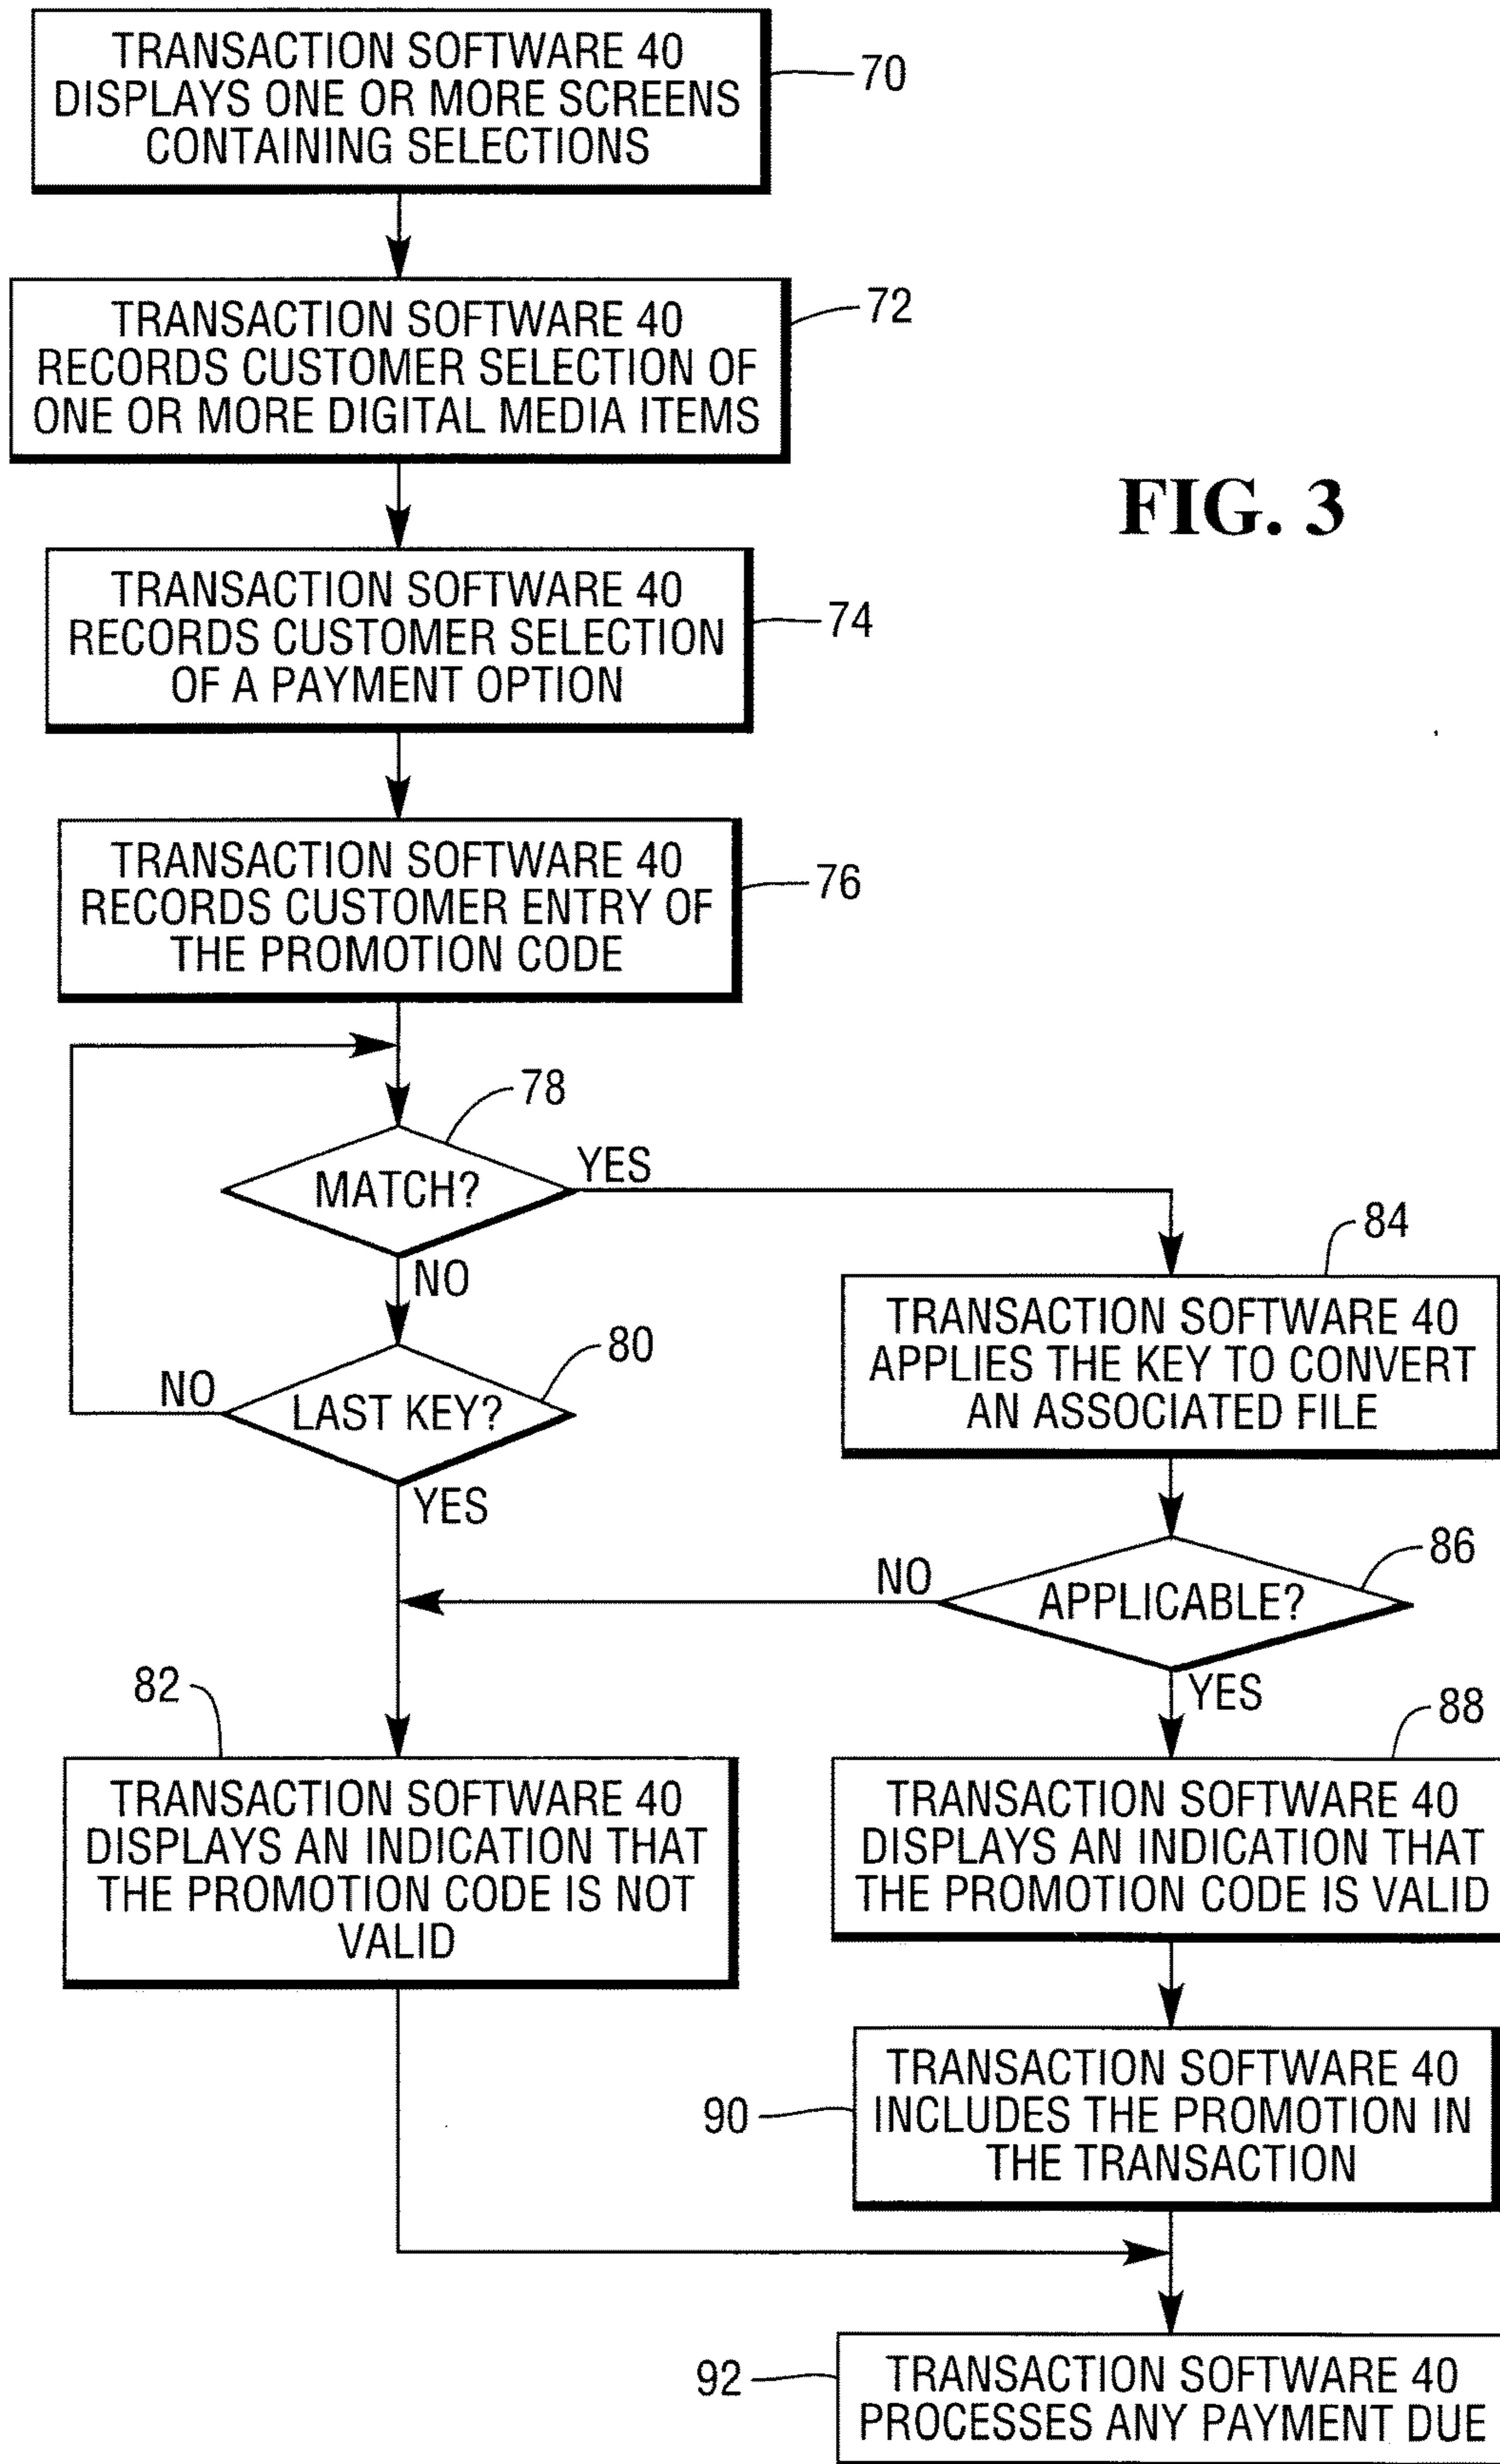 TRANSACTION SOFTWARE 40
DISPLAYS ONE OR MORE SCREENS
CONTAINING SELECTIONS
70
TRANSACTION SOFTWARE 40
RECORDS CUSTOMER SELECTION OF
ONE OR MORE DIGITAL MEDIA ITEMS
72
FIG. 3
TRANSACTION SOFTWARE 40
RECORDS CUSTOMER SELECTION
OF A PAYMENT OPTION
74
TRANSACTION SOFTWARE 40
RECORDS CUSTOMER ENTRY OF
THE PROMOTION CODE
76
78
MATCH?
YES
NO
80
LAST KEY?
NO
YES
84
TRANSACTION SOFTWARE 40
APPLIES THE KEY TO CONVERT
AN ASSOCIATED FILE
86
APPLICABLE?
NO
YES
82
TRANSACTION SOFTWARE 40
DISPLAYS AN INDICATION THAT
THE PROMOTION CODE IS NOT
VALID
88
TRANSACTION SOFTWARE 40
DISPLAYS AN INDICATION THAT
THE PROMOTION CODE IS VALID
90
TRANSACTION SOFTWARE 40
INCLUDES THE PROMOTION IN
THE TRANSACTION
92
TRANSACTION SOFTWARE 40
PROCESSES ANY PAYMENT DUE